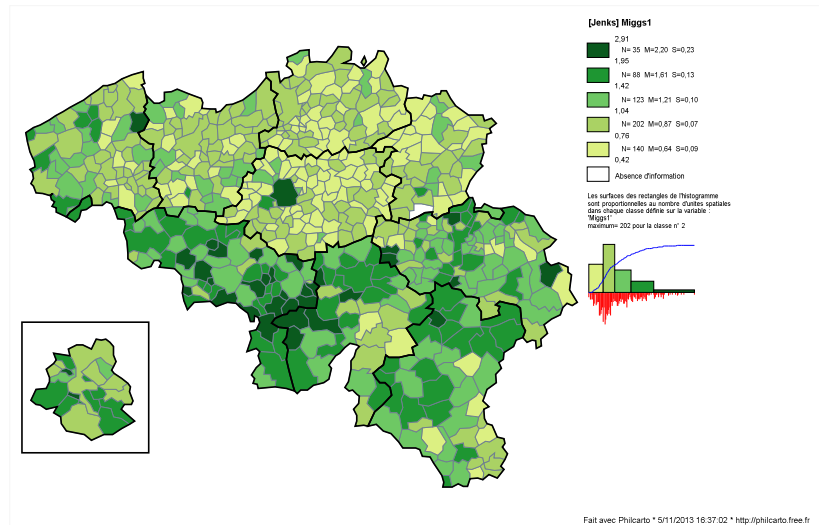 [Jenks] Miggs1
2,91
N= 35 M=2,20 S=0,23
1,95
N= 88 M=1,61 S=0,13
1,42
N= 123 M=1,21 S=0,10
1,04
N= 202 M=0,87 S=0,07
0,76
N= 140 M=0,64 S=0,09
0,42
Absence d'information
Les surfaces des rectangles de l'histogramme
sont proportionnelles au nombre d'unites spatiales
dans chaque classe définie sur la variable :
'Miggs1'
maximum= 202 pour la classe n° 2
Fait avec Philcarto * 5/11/2013 16:37:02 * http://philcarto.free.fr